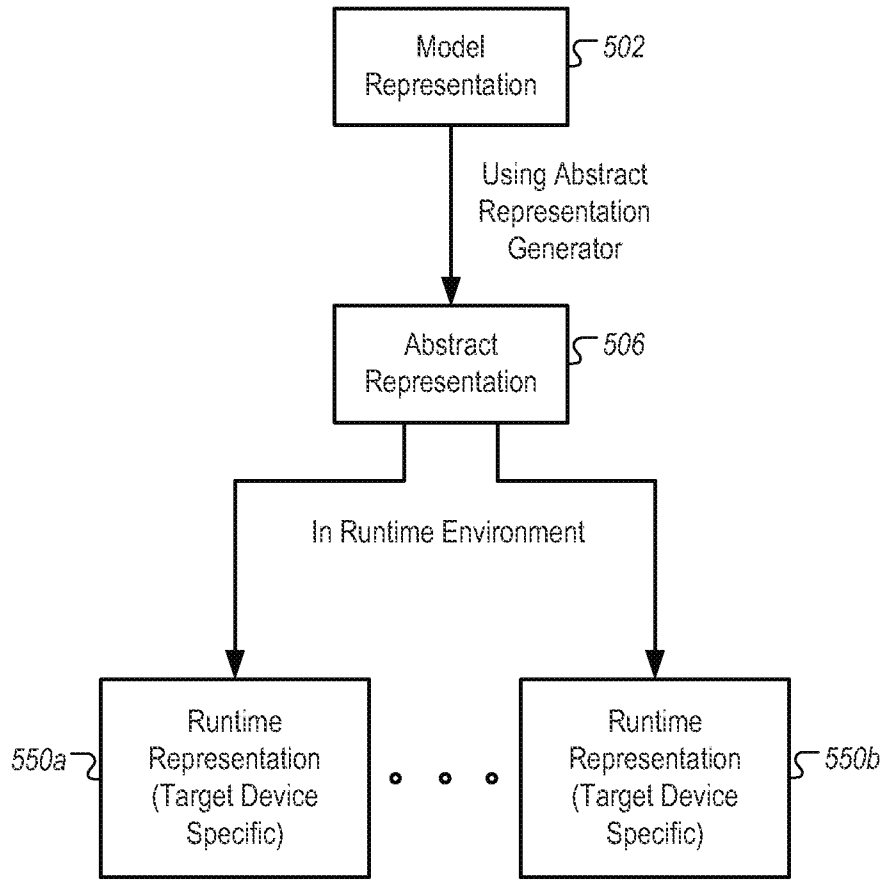 Model
Representation
502
Using Abstract
Representation
Generator
Abstract
Representation
506
In Runtime Environment
550a
Runtime
Representation
(Target Device
Specific)
Runtime
Representation
(Target Device
Specific)
550b